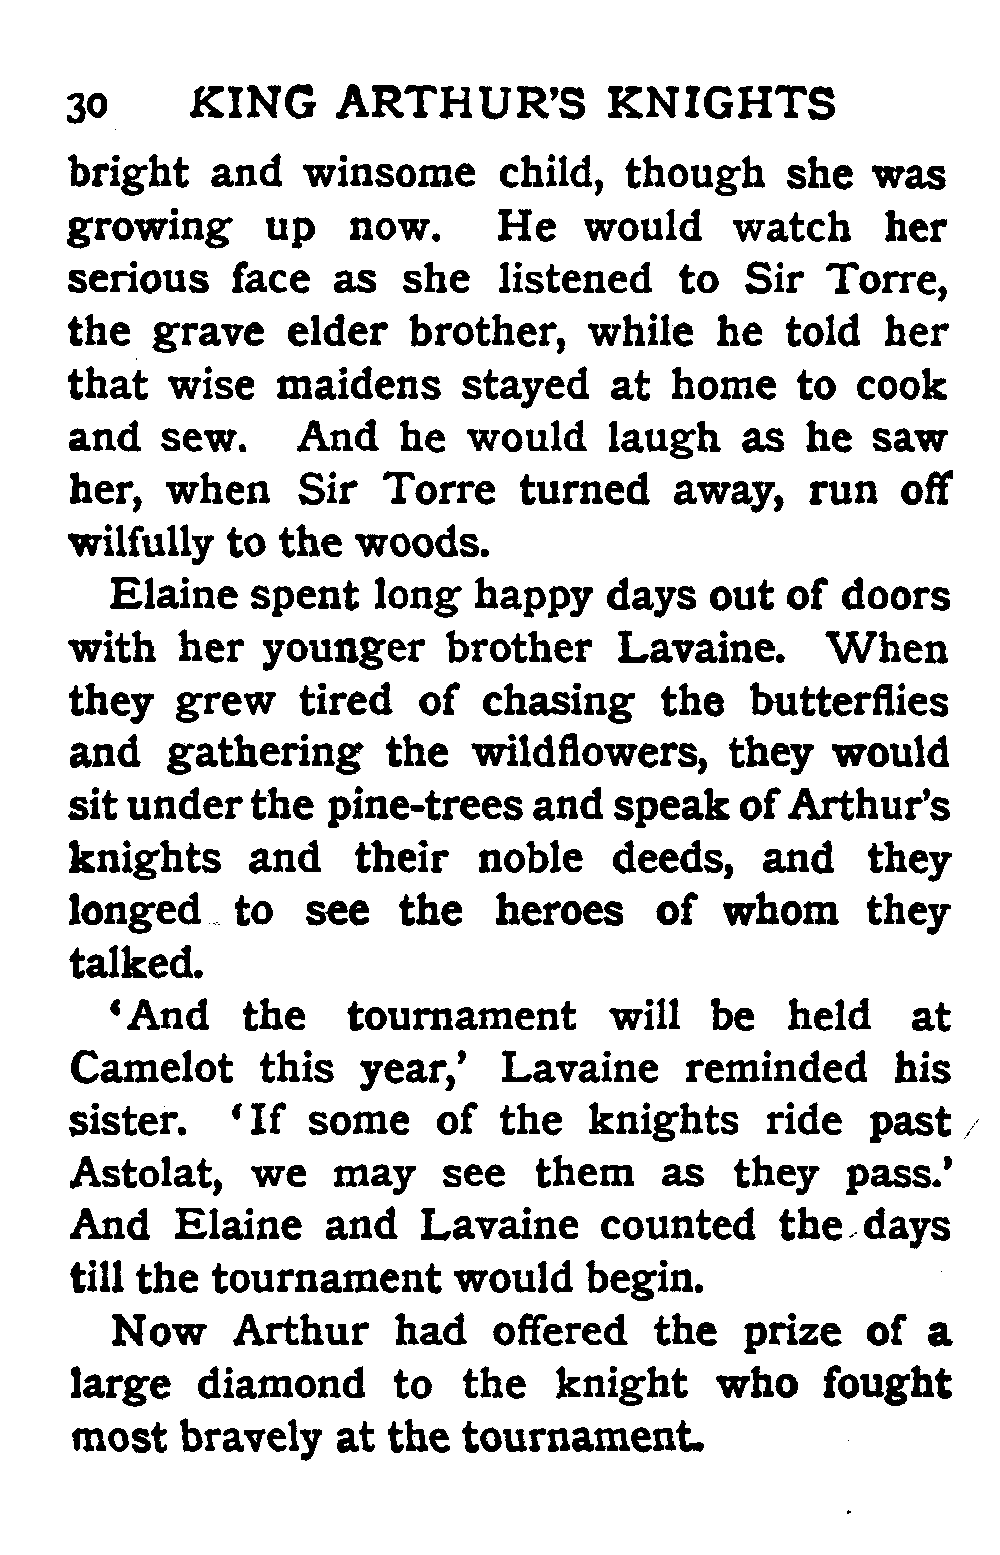 30 KING ARTHUR'S KNIGHTS
bright and winsome child, though she was
growing up now. He would watch her
serious face as she listened to Sir Torre,
the grave elder brother, while he told her
that wise maidens stayed at home to cook
and sew. And he would laugh as he saw
her, when Sir Torre turned away, run off
wilfully to the woods.
Elaine spent long happy days out of doors
with her younger brother Lavaine. When
they grew tired of chasing the butterflies
and gathering the wildflowers, they would
sit under the pine-trees and speak of Arthur's
knights and their noble deeds, and they
longed to see the heroes of whom they
talked.
‘And the tournament will be held at
Camelot this year,’ Lavaine reminded his
sister. ‘If some of the knights ride past
Astolat, we may see them as they pass.’
And Elaine and Lavaine counted the days
till the tournament would begin.
Now Arthur had offered the prize of a
large diamond to the knight who fought
most bravely at the tournament.